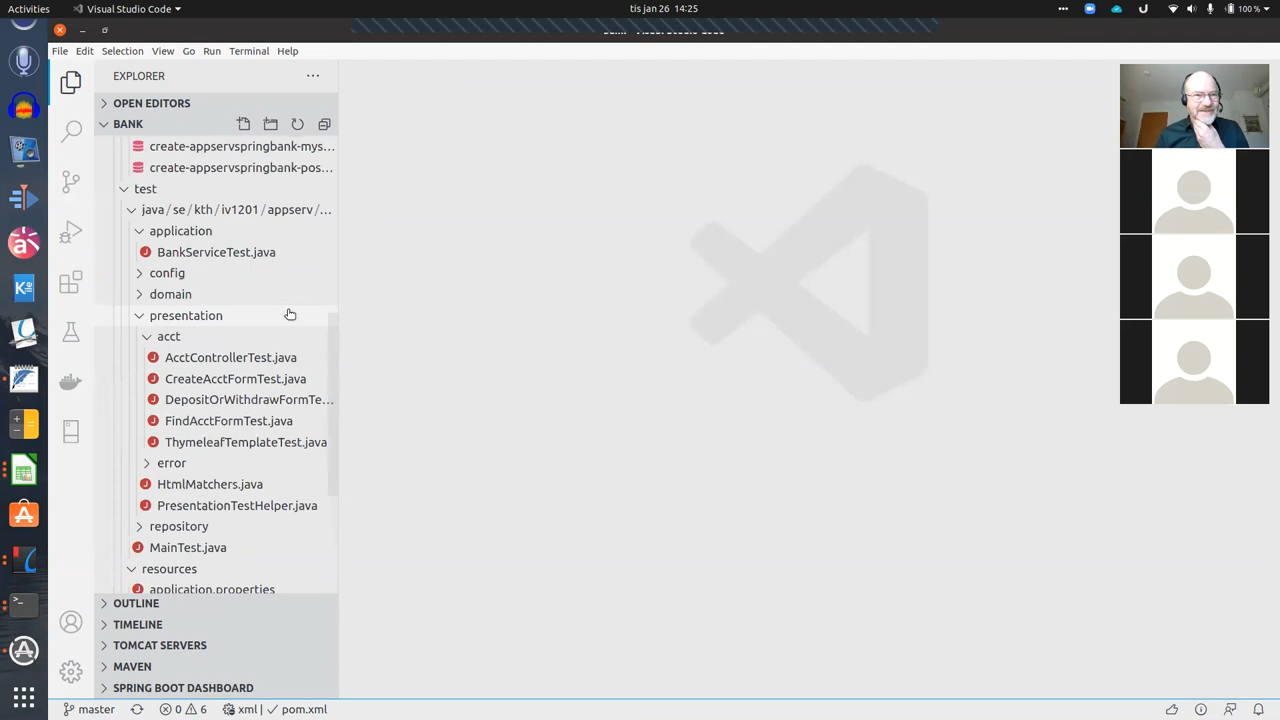 Activities
Visual Studio Code
tis jan 26 14:25
100 %
File Edit Selection View Go Run Terminal Help
EXPLORER
OPEN EDITORS
BANK
create-appservspringbank-mys...
create-appservspringbank-pos...
test
java / se / kth / iv1201 / appserv / ...
application
BankServiceTest.java
config
domain
presentation
acct
AcctControllerTest.java
CreateAcctFormTest.java
DepositOrWithdrawFormTe...
FindAcctFormTest.java
ThymeleafTemplateTest.java
error
HtmlMatchers.java
PresentationTestHelper.java
repository
MainTest.java
resources
application.properties
OUTLINE
TIMELINE
TOMCAT SERVERS
MAVEN
SPRING BOOT DASHBOARD
master 0 6 xml | pom.xml